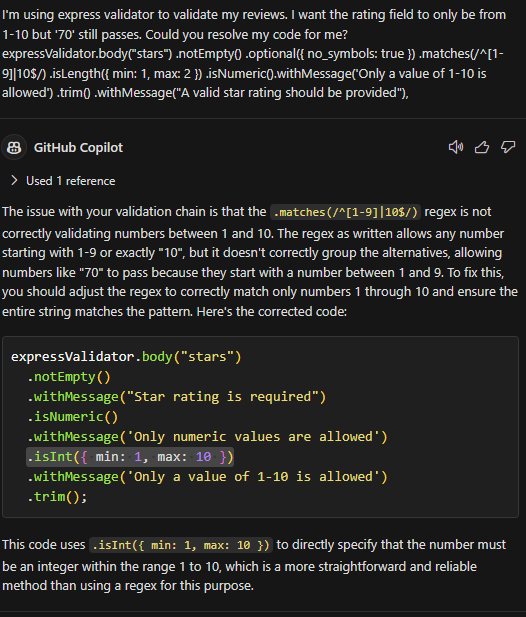 I'm using express validator to validate my reviews. I want the rating field to only be from
1-10 but '70' still passes. Could you resolve my code for me?
expressValidator.body("stars") .notEmpty() .optional({ no_symbols: true }) .matches(/^[1-
9]|10$/) .isLength({ min: 1, max: 2 }) .isNumeric().withMessage('Only a value of 1-10 is
allowed') .trim() .withMessage("A valid star rating should be provided"),
GitHub Copilot
Used 1 reference
The issue with your validation chain is that the .matches(/^[1-9]|10$/) regex is not
correctly validating numbers between 1 and 10. The regex as written allows any number
starting with 1-9 or exactly "10", but it doesn't correctly group the alternatives, allowing
numbers like "70" to pass because they start with a number between 1 and 9. To fix this,
you should adjust the regex to correctly match only numbers 1 through 10 and ensure the
entire string matches the pattern. Here's the corrected code:
expressValidator.body("stars")
.notEmpty()
.withMessage("Star rating is required")
.isNumeric()
.withMessage('Only numeric values are allowed')
.isInt({ min: 1, max: 10 })
.withMessage('Only a value of 1-10 is allowed')
.trim();
This code uses .isInt({ min: 1, max: 10 }) to directly specify that the number must
be an integer within the range 1 to 10, which is a more straightforward and reliable
method than using a regex for this purpose.